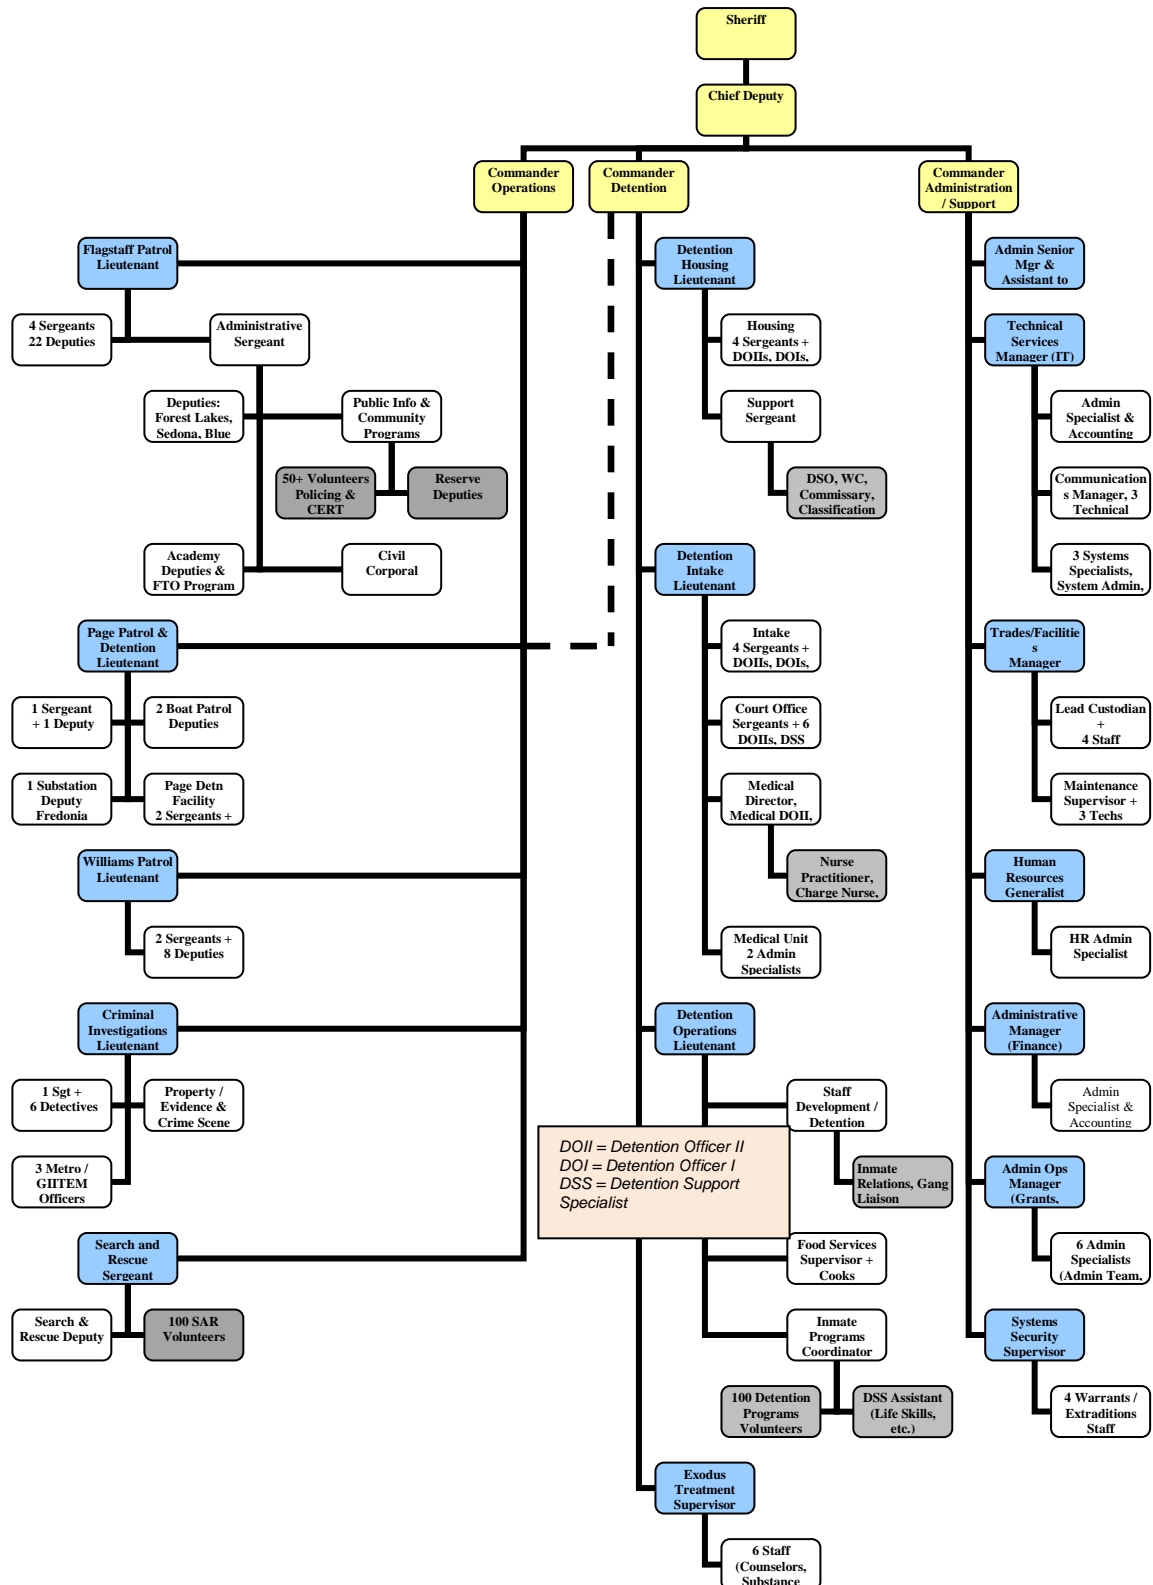 Sheriff
Chief Deputy
Commander
Operations
Commander
Detention
Commander
Administration
/ Support
Flagstaff Patrol
Lieutenant
4 Sergeants
22 Deputies
Administrative
Sergeant
Deputies:
Forest Lakes,
Sedona, Blue
Public Info &
Community
Programs
50+ Volunteers
Policing &
CERT
Reserve
Deputies
Academy
Deputies &
FTO Program
Civil
Corporal
Page Patrol &
Detention
Lieutenant
1 Sergeant
+ 1 Deputy
2 Boat Patrol
Deputies
1 Substation
Deputy
Fredonia
Page Detn
Facility
2 Sergeants +
Williams Patrol
Lieutenant
2 Sergeants +
8 Deputies
Criminal
Investigations
Lieutenant
1 Sgt +
6 Detectives
Property /
Evidence &
Crime Scene
3 Metro /
GIITEM
Officers
Search and
Rescue
Sergeant
Search &
Rescue Deputy
100 SAR
Volunteers
Detention
Housing
Lieutenant
Housing
4 Sergeants +
DOIIs, DOIs,
Support
Sergeant
DSO, WC,
Commissary,
Classification
Detention
Intake
Lieutenant
Intake
4 Sergeants +
DOIIs, DOIs,
Court Office
Sergeants + 6
DOIIs, DSS
Medical
Director,
Medical DOII,
Nurse
Practitioner,
Charge Nurse,
Medical Unit
2 Admin
Specialists
Detention
Operations
Lieutenant
Staff
Development /
Detention
Inmate
Relations, Gang
Liaison
DOII = Detention Officer II
DOI = Detention Officer I
DSS = Detention Support
Specialist
Food Services
Supervisor +
Cooks
Inmate
Programs
Coordinator
100 Detention
Programs
Volunteers
DSS Assistant
(Life Skills,
etc.)
Exodus
Treatment
Supervisor
6 Staff
(Counselors,
Substance
Admin Senior
Mgr &
Assistant to
Technical
Services
Manager (IT)
Admin
Specialist &
Accounting
Communication
s Manager, 3
Technical
3 Systems
Specialists,
System Admin,
Trades/Facilitie
s
Manager
Lead Custodian
+
4 Staff
Maintenance
Supervisor +
3 Techs
Human
Resources
Generalist
HR Admin
Specialist
Administrative
Manager
(Finance)
Admin
Specialist &
Accounting
Admin Ops
Manager
(Grants,
6 Admin
Specialists
(Admin Team,
Systems
Security
Supervisor
4 Warrants /
Extraditions
Staff